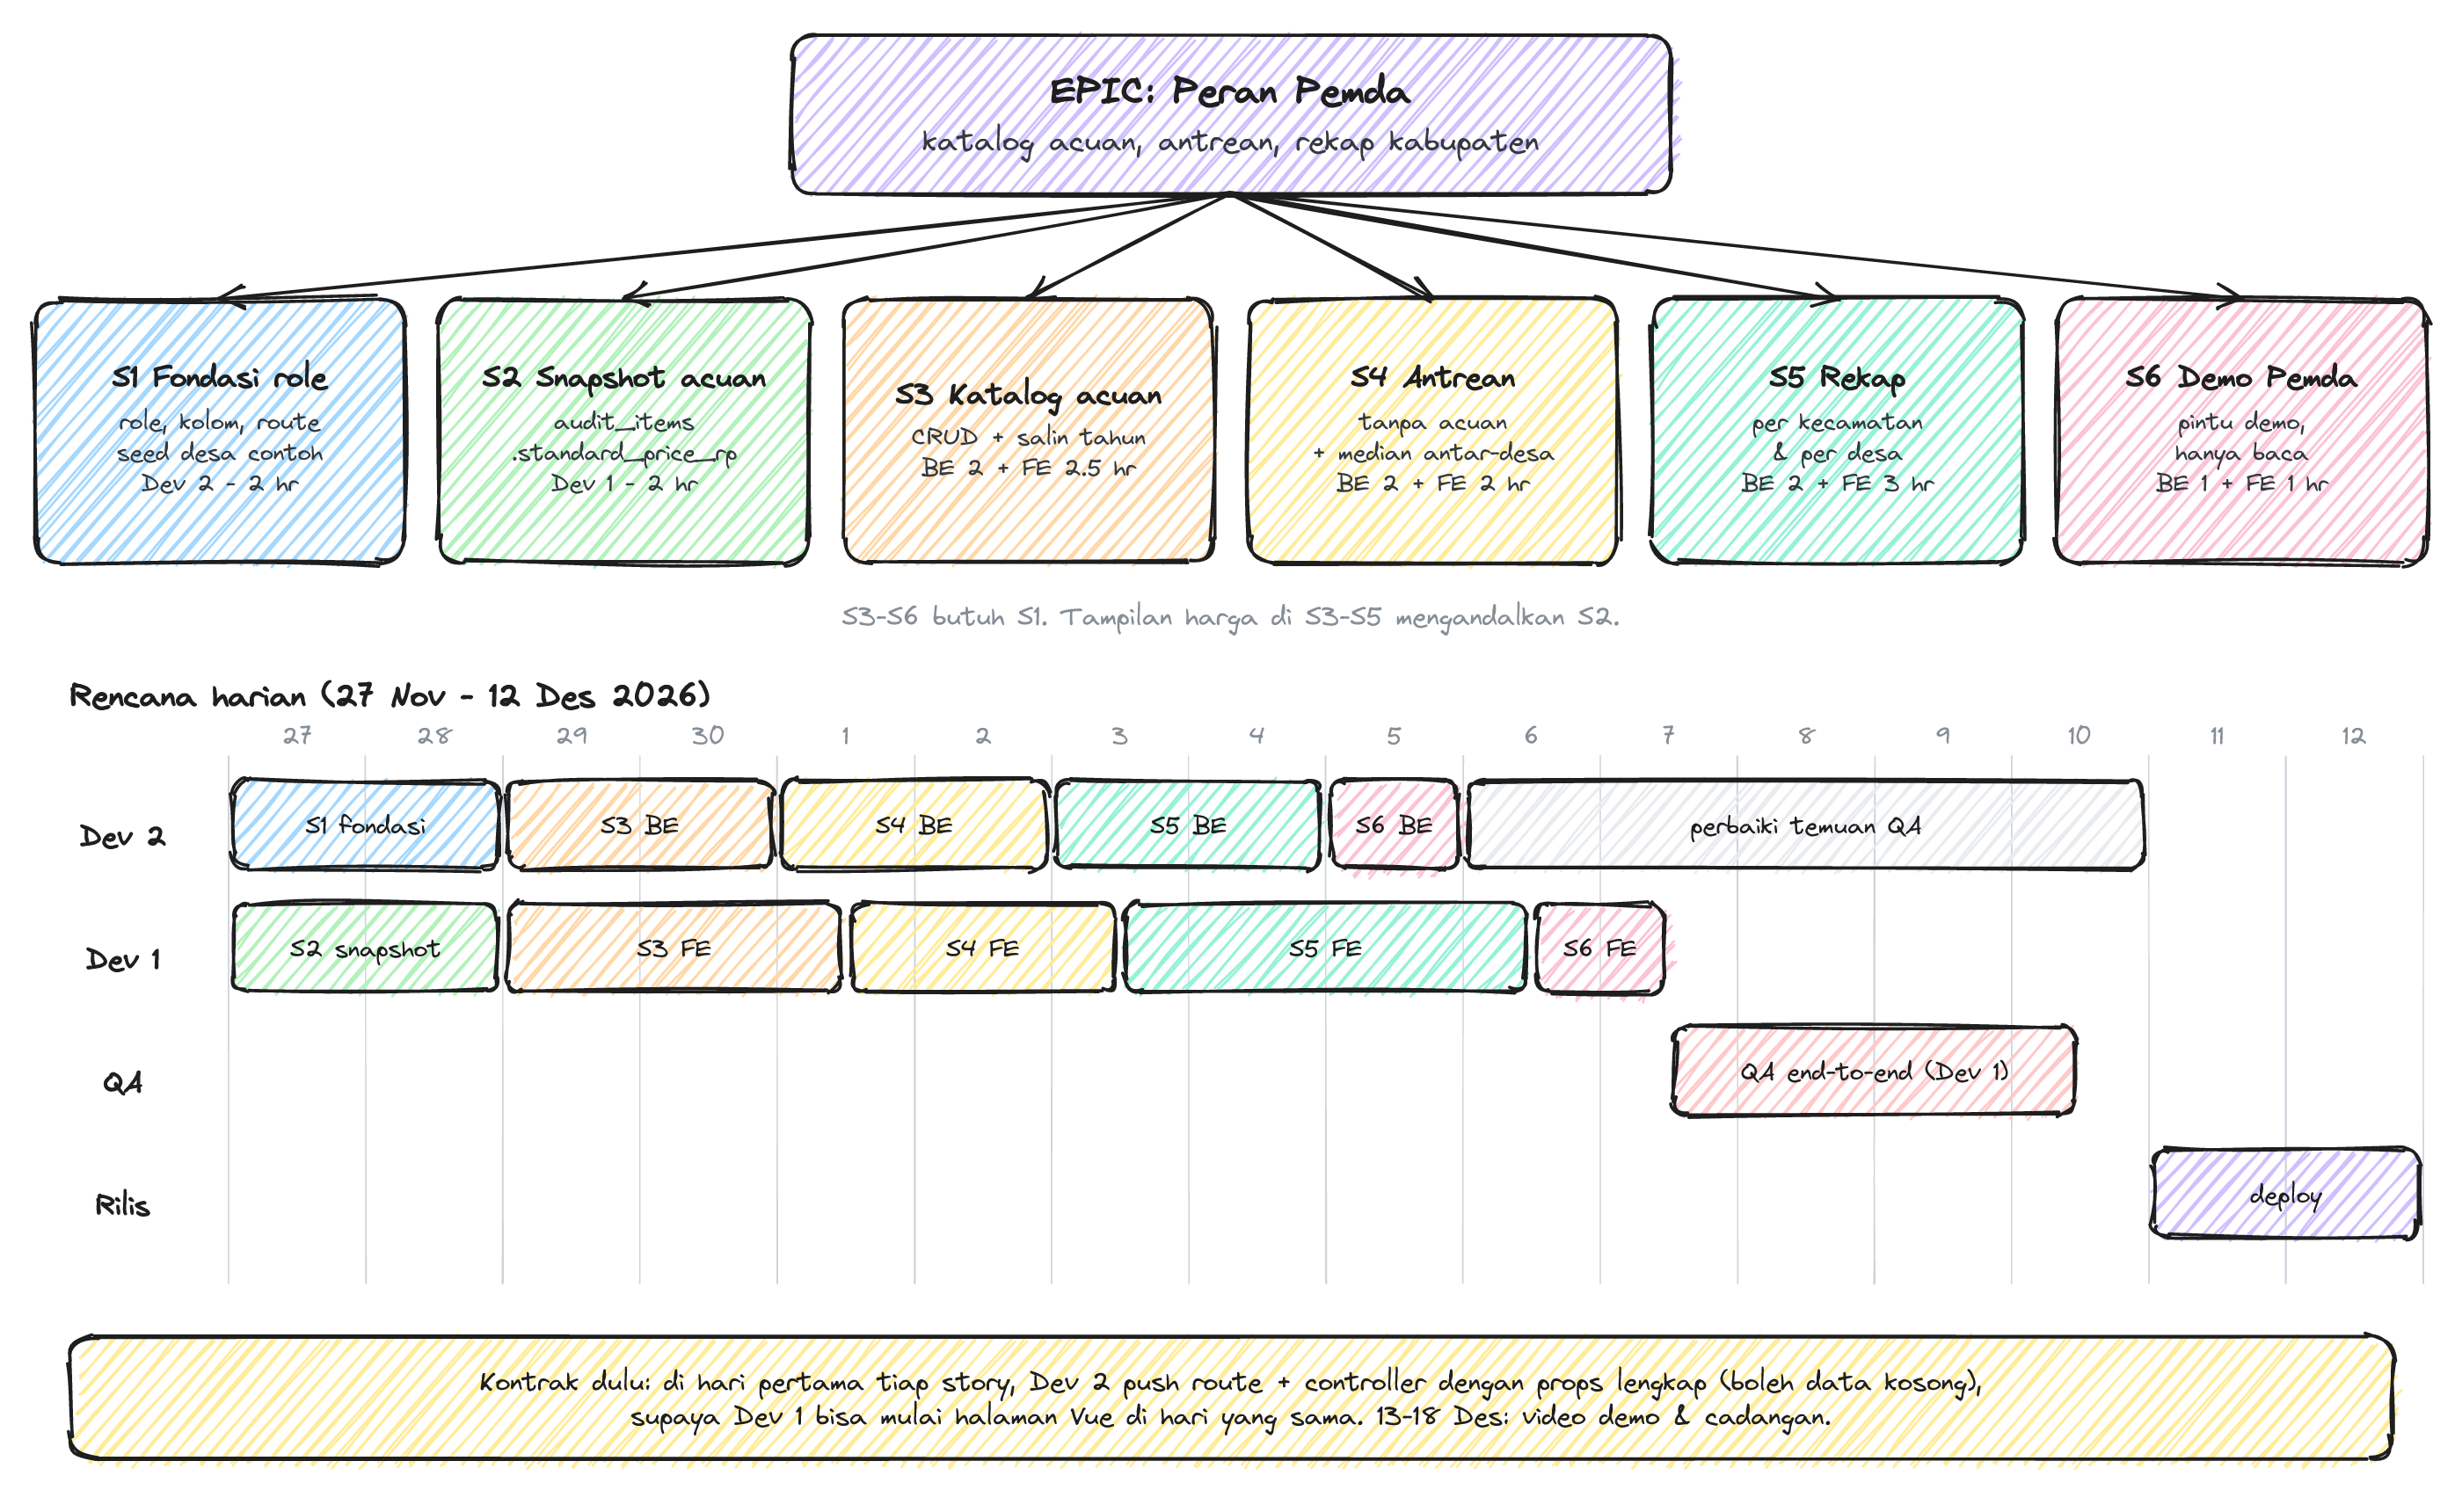 EPIC: Peran Pemda
katalog acuan, antrean, rekap kabupaten
S1 Fondasi role
role, kolom, route
seed desa contoh
Dev 2 - 2 hr
S2 Snapshot acuan
audit_items
.standard_price_rp
Dev 1 - 2 hr
S3 Katalog acuan
CRUD + salin tahun
BE 2 + FE 2.5 hr
S4 Antrean
tanpa acuan
+ median antar-desa
BE 2 + FE 2 hr
S5 Rekap
per kecamatan
& per desa
BE 2 + FE 3 hr
S6 Demo Pemda
pintu demo,
hanya baca
BE 1 + FE 1 hr
S3-S6 butuh S1. Tampilan harga di S3-S5 mengandalkan S2.
Rencana harian (27 Nov - 12 Des 2026)
27 28 29 30 1 2 3 4 5 6 7 8 9 10 11 12
Dev 2 S1 fondasi S3 BE S4 BE S5 BE S6 BE perbaiki temuan QA
Dev 1 S2 snapshot S3 FE S4 FE S5 FE S6 FE
QA QA end-to-end (Dev 1)
Rilis deploy
Kontrak dulu: di hari pertama tiap story, Dev 2 push route + controller dengan props lengkap (boleh data kosong),
supaya Dev 1 bisa mulai halaman Vue di hari yang sama. 13-18 Des: video demo & cadangan.